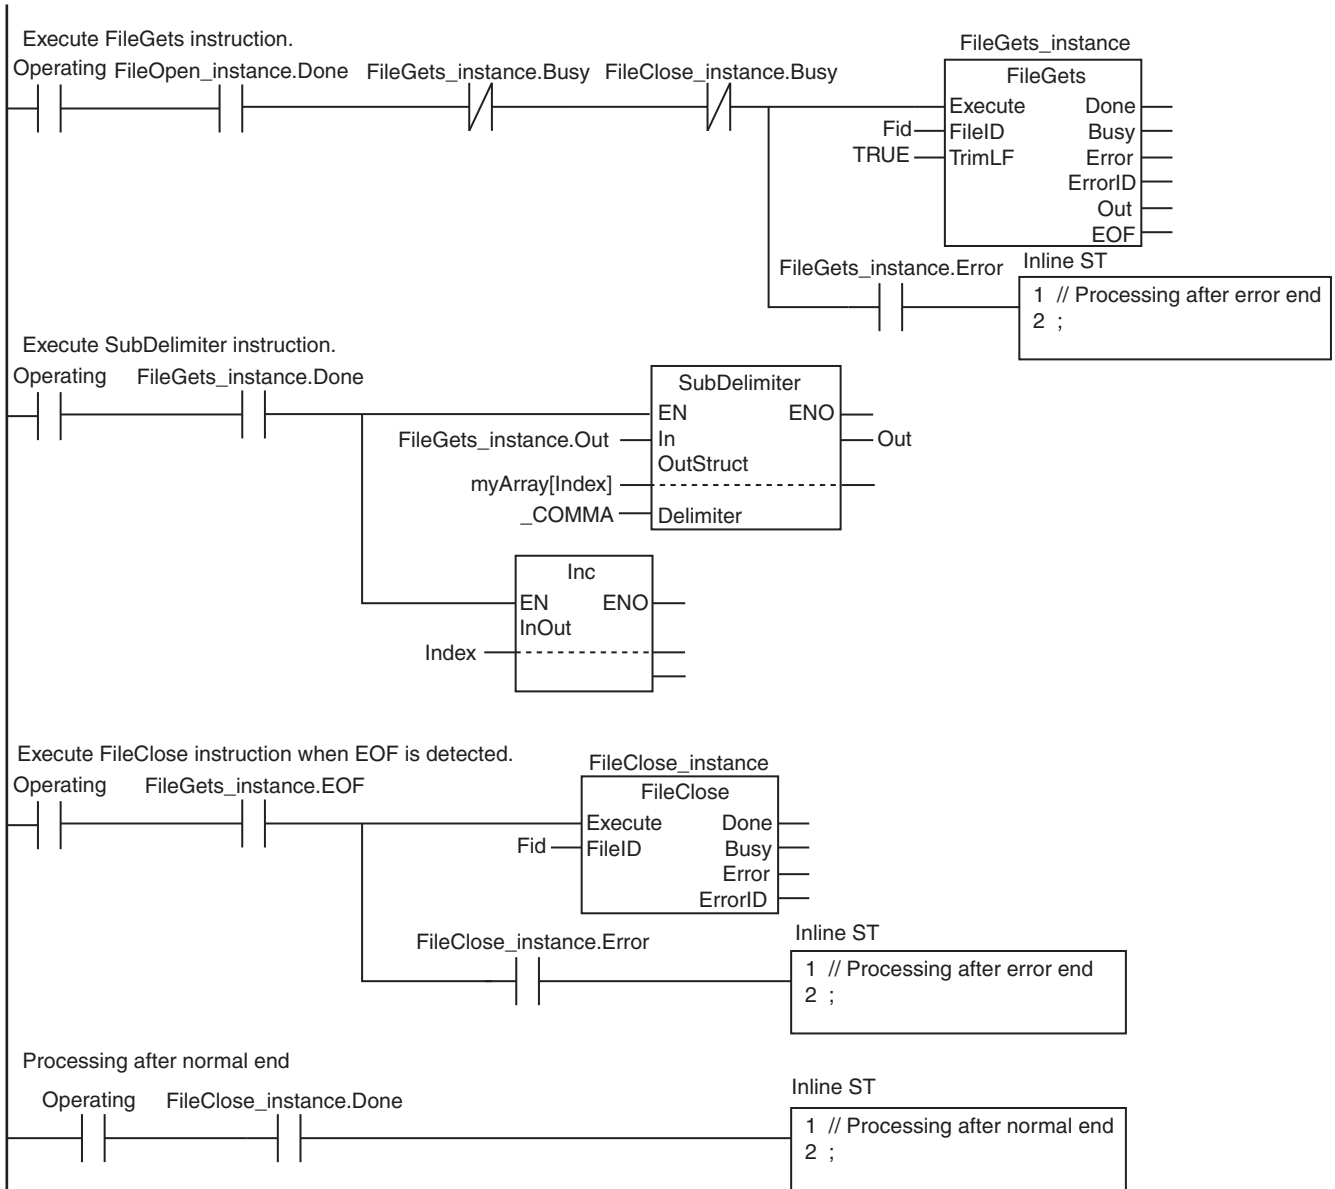 Execute FileGets instruction.
Operating FileOpen_instance.Done FileGets_instance.Busy FileClose_instance.Busy
FileGets_instance
FileGets
Execute Done
Fid FileID Busy
TRUE TrimLF Error
ErrorID
Out
EOF
FileGets_instance.Error
Inline ST
1 // Processing after error end
2 ;
Execute SubDelimiter instruction.
Operating FileGets_instance.Done
SubDelimiter
EN ENO
FileGets_instance.Out In Out
OutStruct
myArray[Index]
_COMMA Delimiter
Inc
EN ENO
InOut
Index
Execute FileClose instruction when EOF is detected.
Operating FileGets_instance.EOF
FileClose_instance
FileClose
Execute Done
Fid FileID Busy
Error
ErrorID
FileClose_instance.Error
Inline ST
1 // Processing after error end
2 ;
Processing after normal end
Operating FileClose_instance.Done
Inline ST
1 // Processing after normal end
2 ;